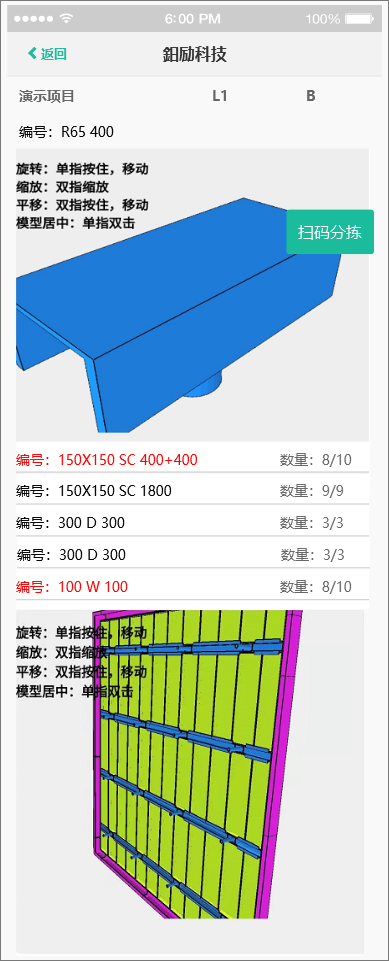 6:00 PM 100%
返回 鈤励科技
演示项目 L1 B
编号：R65 400
旋转：单指按住，移动
缩放：双指缩放
平移：双指按住，移动
模型居中：单指双击
扫码分拣
编号：150X150 SC 400+400 数量：8/10
编号：150X150 SC 1800 数量：9/9
编号：300 D 300 数量：3/3
编号：300 D 300 数量：3/3
编号：100 W 100 数量：8/10
旋转：单指按住，移动
缩放：双指缩放
平移：双指按住，移动
模型居中：单指双击